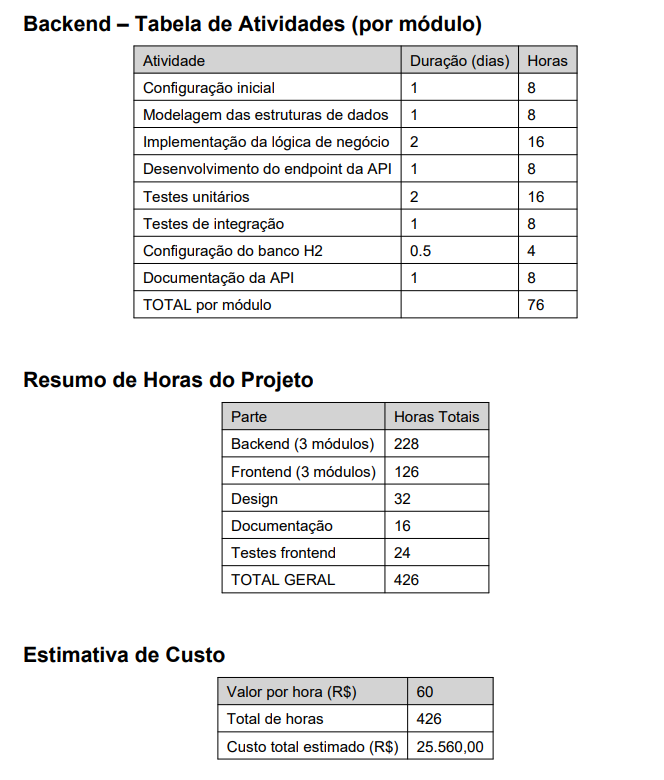 Backend – Tabela de Atividades (por módulo)
Atividade Duração (dias) Horas
Configuração inicial 1 8
Modelagem das estruturas de dados 1 8
Implementação da lógica de negócio 2 16
Desenvolvimento do endpoint da API 1 8
Testes unitários 2 16
Testes de integração 1 8
Configuração do banco H2 0.5 4
Documentação da API 1 8
TOTAL por módulo 76
Resumo de Horas do Projeto
Parte Horas Totais
Backend (3 módulos) 228
Frontend (3 módulos) 126
Design 32
Documentação 16
Testes frontend 24
TOTAL GERAL 426
Estimativa de Custo
Valor por hora (R$) 60
Total de horas 426
Custo total estimado (R$) 25.560,00